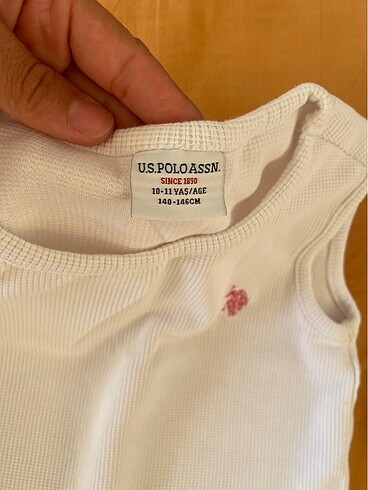 U.S. POLO ASSN.
SINCE 1890
10-11 YAŞ/AGE
140-146CM